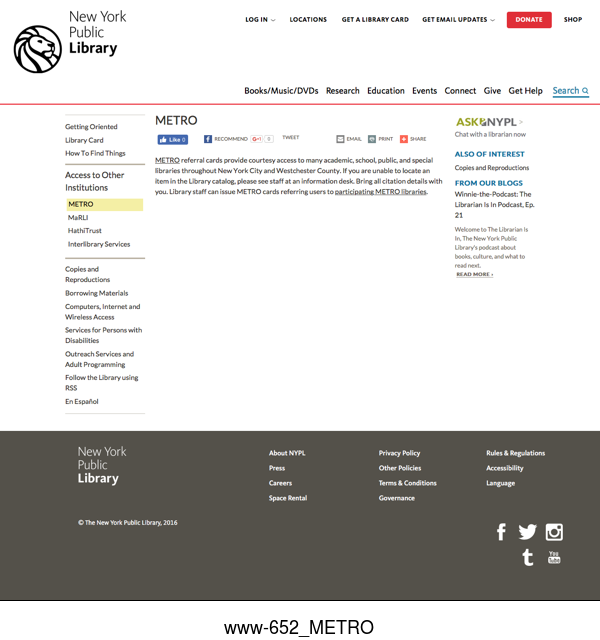 New York
Public
Library
LOG IN
LOCATIONS
GET A LIBRARY CARD
GET EMAIL UPDATES
DONATE
SHOP
Books/Music/DVDs
Research
Education
Events
Connect
Give
Get Help
Search
Getting Oriented
Library Card
How To Find Things
Access to Other
Institutions
METRO
MaRLI
HathiTrust
Interlibrary Services
Copies and
Reproductions
Borrowing Materials
Computers, Internet and
Wireless Access
Services for Persons with
Disabilities
Outreach Services and
Adult Programming
Follow the Library using
RSS
En Español
METRO
Like 0
RECOMMEND
G+1 0
TWEET
EMAIL
PRINT
SHARE
METRO referral cards provide courtesy access to many academic, school, public, and special
libraries throughout New York City and Westchester County. If you are unable to locate an
item in the Library catalog, please see staff at an information desk. Bring all citation details with
you. Library staff can issue METRO cards referring users to participating METRO libraries.
ASK NYPL >
Chat with a librarian now
ALSO OF INTEREST
Copies and Reproductions
FROM OUR BLOGS
Winnie-the-Podcast: The
Librarian Is In Podcast, Ep.
21
Welcome to The Librarian Is
In, The New York Public
Library's podcast about
books, culture, and what to
read next.
READ MORE ›
New York
Public
Library
About NYPL
Press
Careers
Space Rental
Privacy Policy
Other Policies
Terms & Conditions
Governance
Rules & Regulations
Accessibility
Language
© The New York Public Library, 2016
You
Tube
www-652_METRO